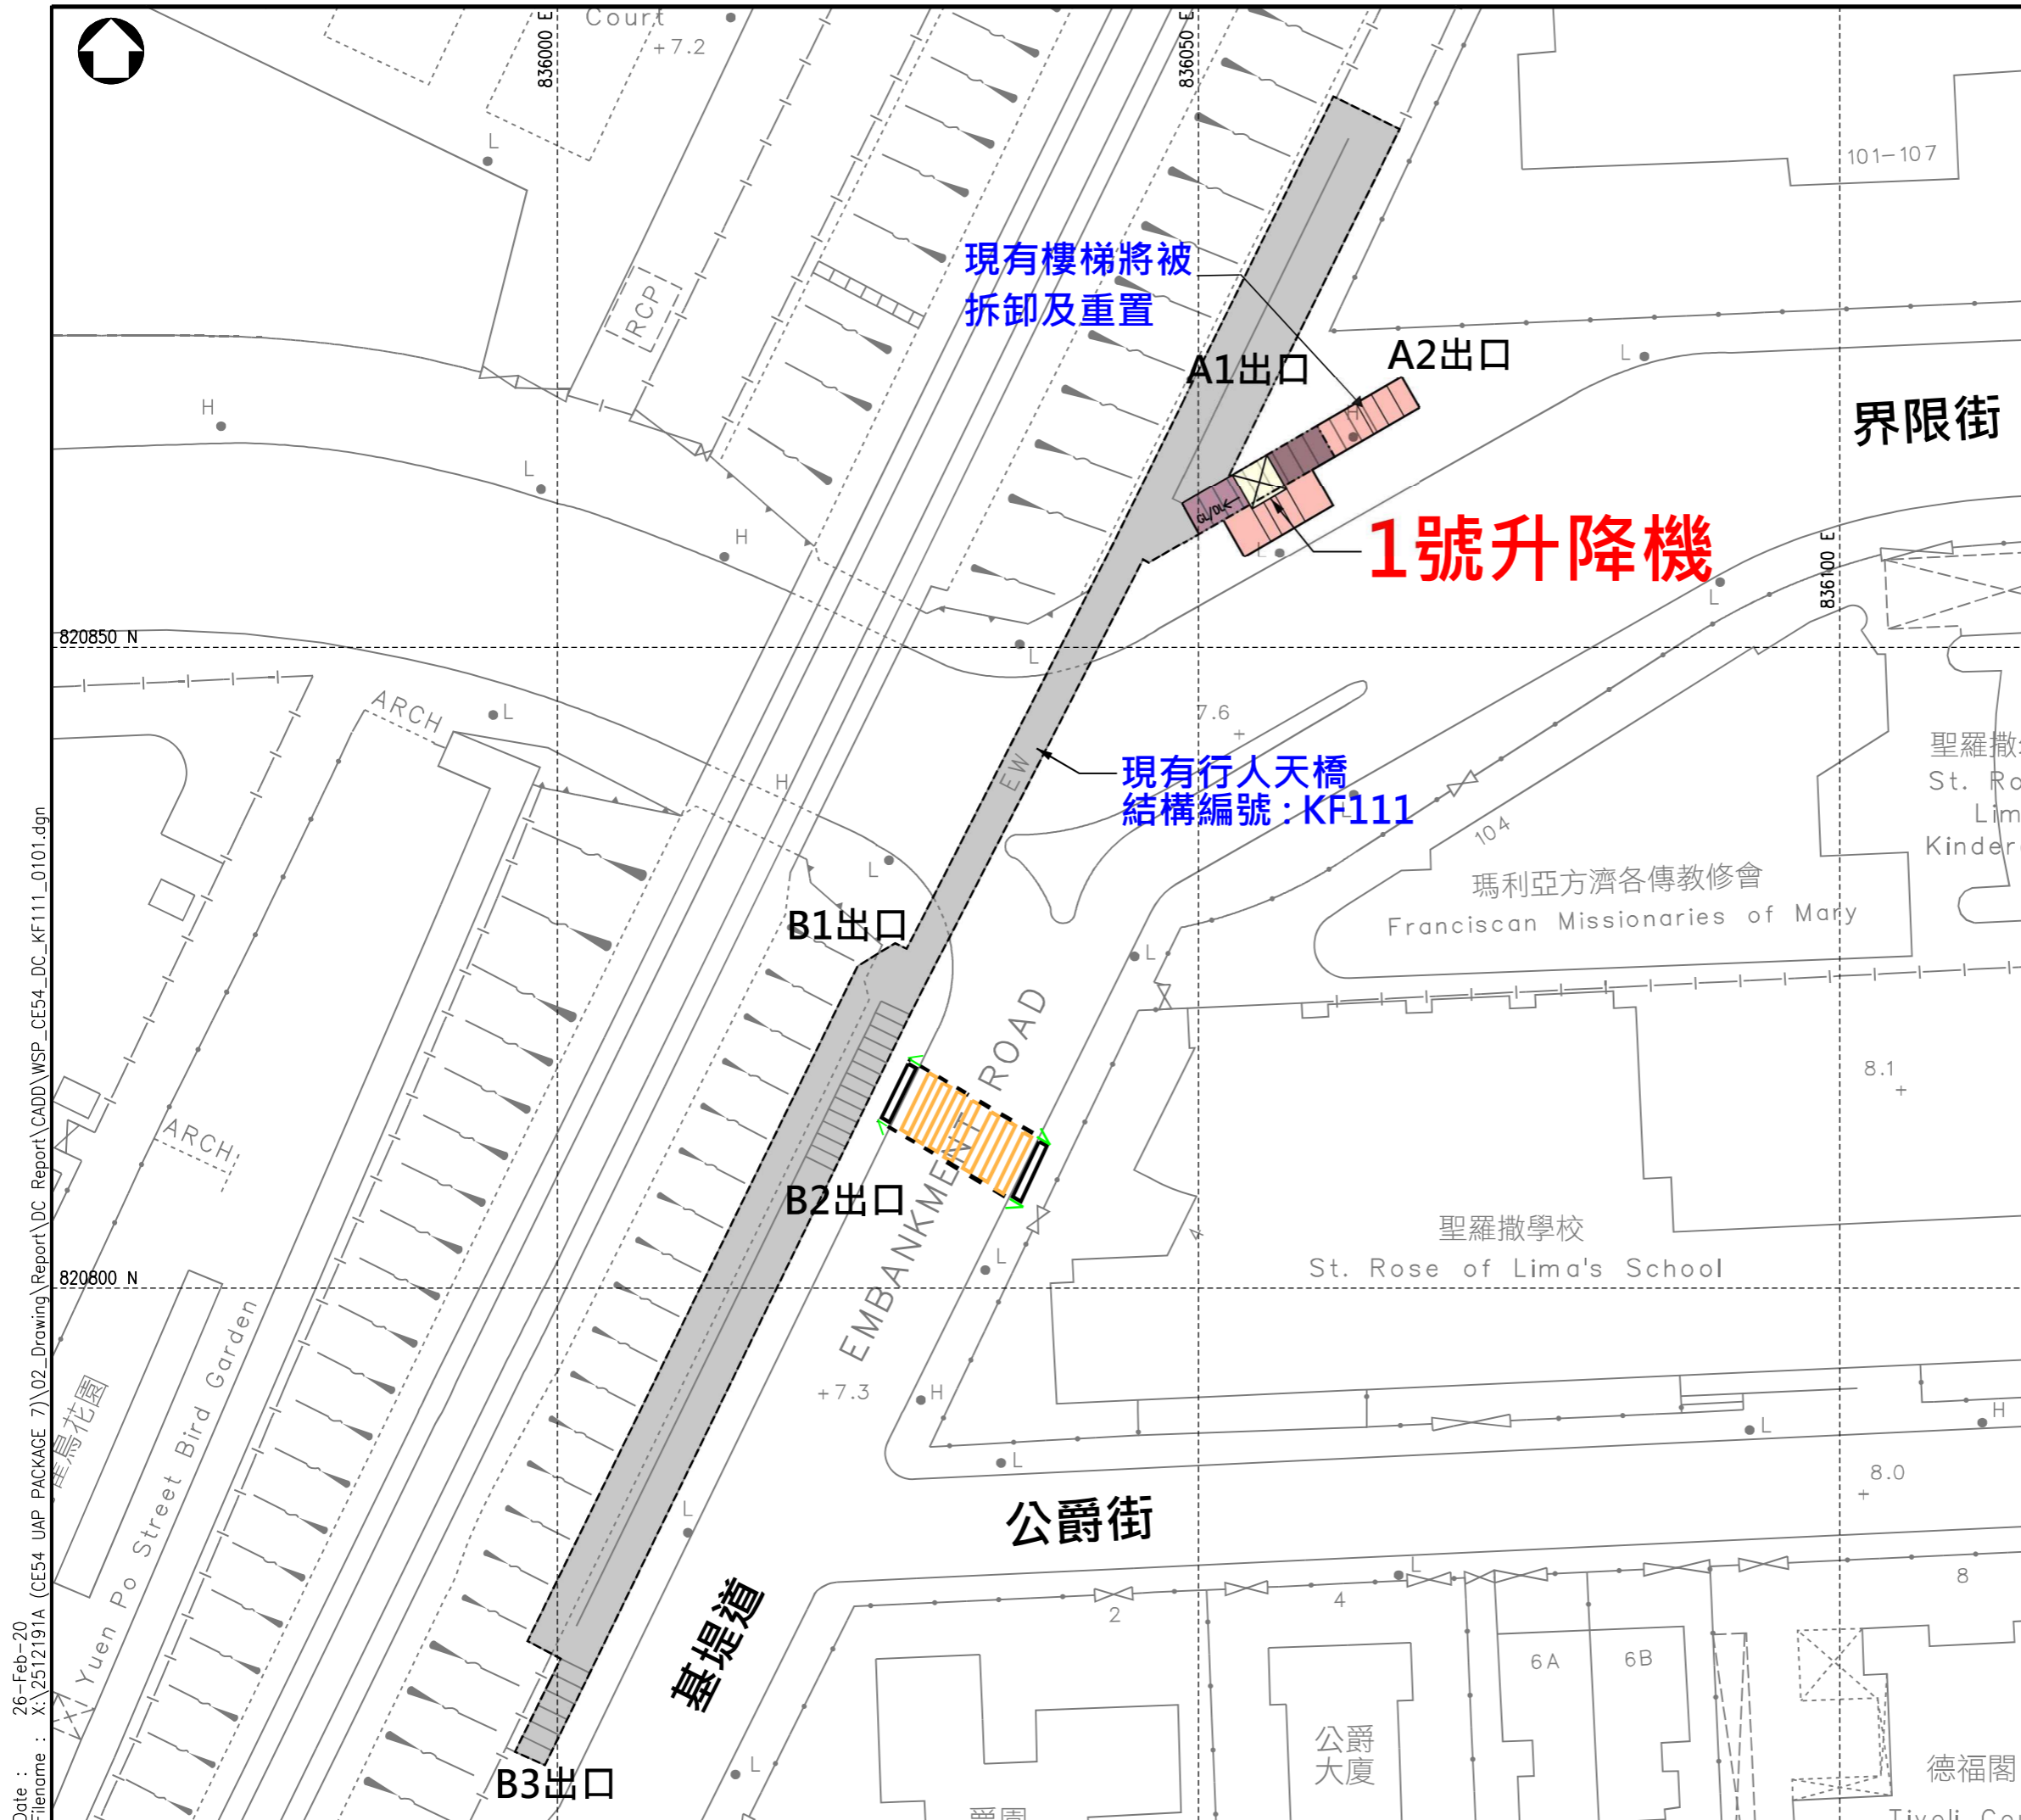 Court
+7.2
836000 E
836050 E
L
101-107
RCP
現有樓梯將被
拆卸及重置
A1出口
A2出口
L
H
界限街
H
L
GL/DL
H
1號升降機
L
836100 E
L
820850 N
L
ARCH
L
7.6
H
EW
現有行人天橋
結構編號：KF111
L
104
聖羅撒
St. Ro
Lim
Kinder
瑪利亞方濟各傳教修會
Franciscan Missionaries of Mary
L
B1出口
L
EMBANKMENT ROAD
8.1
ARCH
B2出口
聖羅撒學校
St. Rose of Lima's School
L
820800 N
+7.3
H
L
H
L
8.0
Yuen Po Street Bird Garden
鳥花園
公爵街
L
基堤道
L
2
4
8
6A
6B
公爵
大廈
德福閣
L
B3出口
Date : 26-Feb-20
Filename : X:\2512191A (CE54 UAP PACKAGE 7)\02_Drawing\Report\DC Report\CADD\WSP_CE54_DC_KF111_0101.dgn